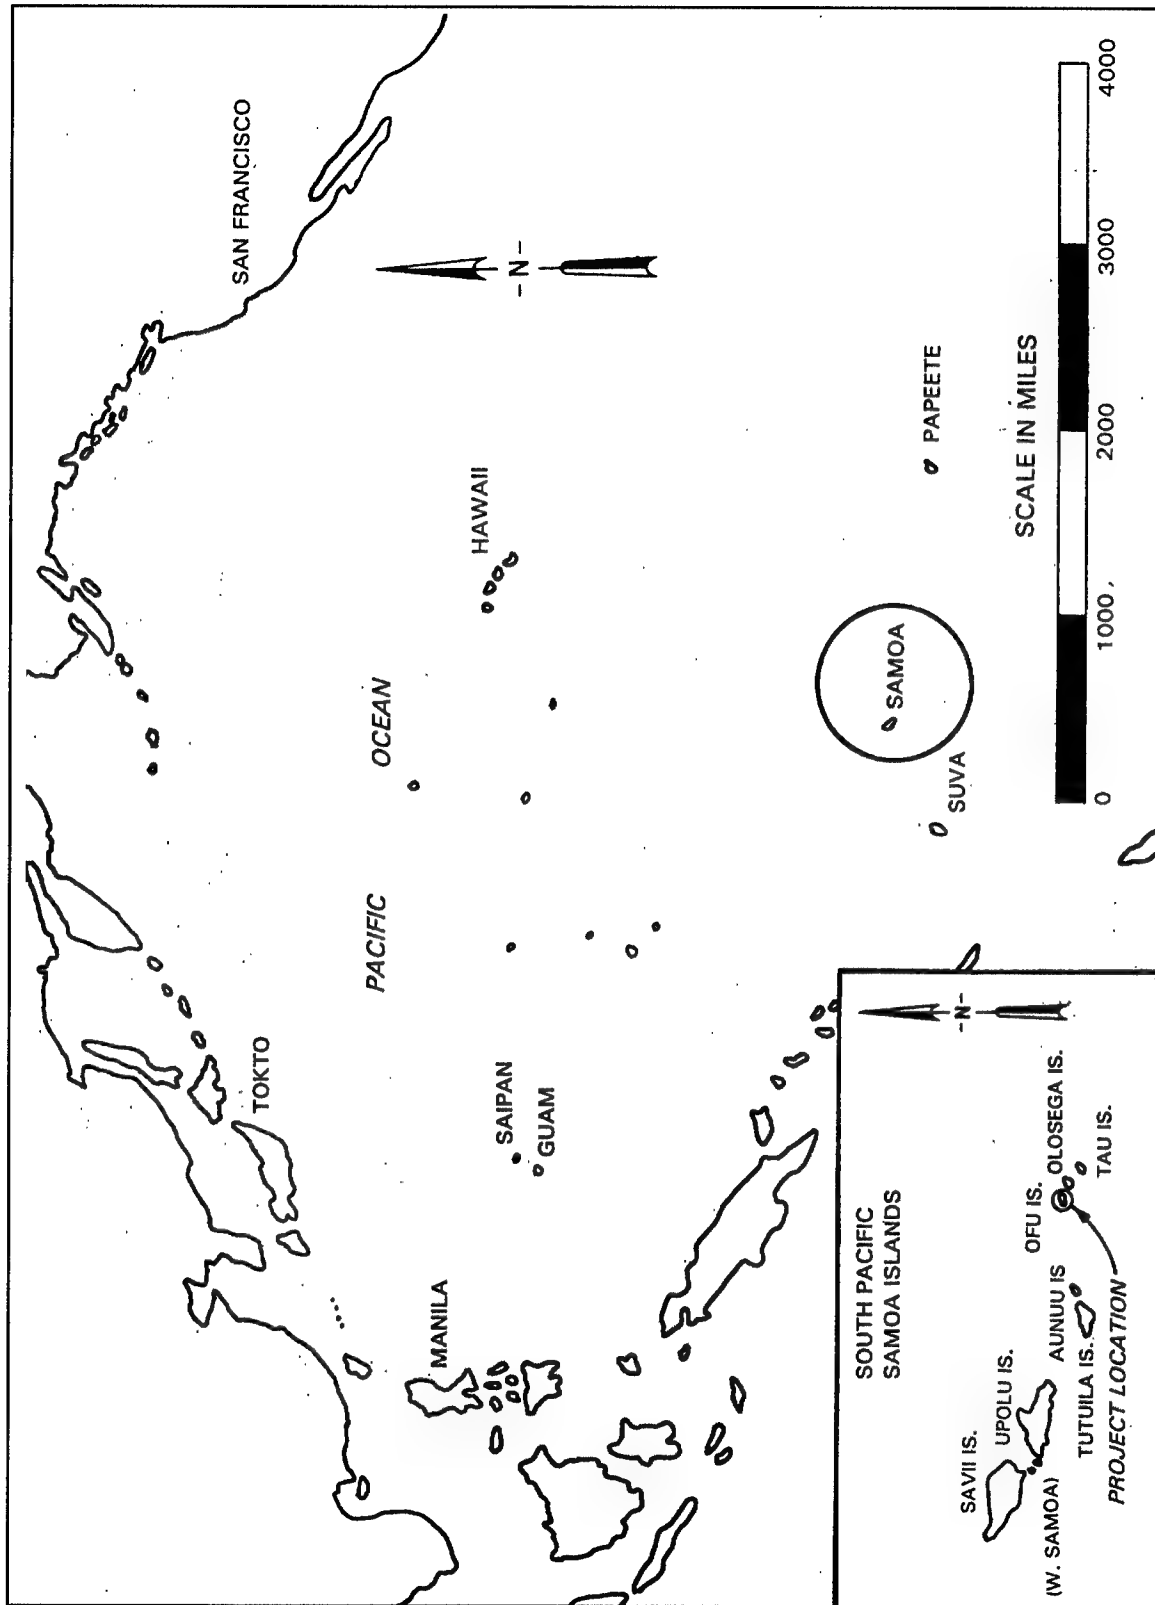 SAN FRANCISCO
-N-
TOKTO
PACIFIC
OCEAN
HAWAII
MANILA
SAIPAN
GUAM
SAMOA
SUVA
PAPEETE
SCALE IN MILES
0
1000
2000
3000
4000
SOUTH PACIFIC
SAMOA ISLANDS
-N-
SAVII IS.
UPOLU IS.
(W. SAMOA)
AUNUU IS
TUTUILA IS.
OFU IS.
OLOSEGA IS.
TAU IS.
PROJECT LOCATION